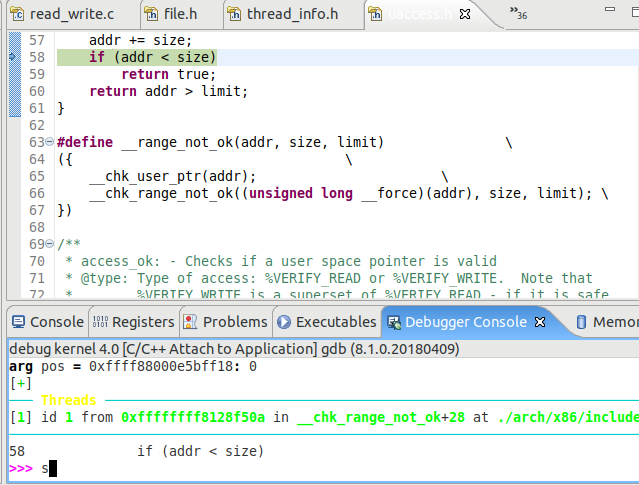 read_write.c file.h thread_info.h uaccess.h 36
57 addr += size;
58 if (addr < size)
59 return true;
60 return addr > limit;
61 }
62
63 #define __range_not_ok(addr, size, limit) \
64 ({ \
65 __chk_user_ptr(addr); \
66 __chk_range_not_ok((unsigned long __force)(addr), size, limit); \
67 })
68
69 /**
70 * access_ok: - Checks if a user space pointer is valid
71 * @type: Type of access: %VERIFY_READ or %VERIFY_WRITE. Note that
72 * %VERIFY_WRITE is a superset of %VERIFY_READ - if it is safe
Console Registers Problems Executables Debugger Console Memor
debug kernel 4.0 [C/C++ Attach to Application] gdb (8.1.0.20180409)
arg pos = 0xffff88000e5bff18: 0
[+]
Threads
[1] id 1 from 0xffffffff8128f50a in __chk_range_not_ok+28 at ./arch/x86/include
58 if (addr < size)
>>> s